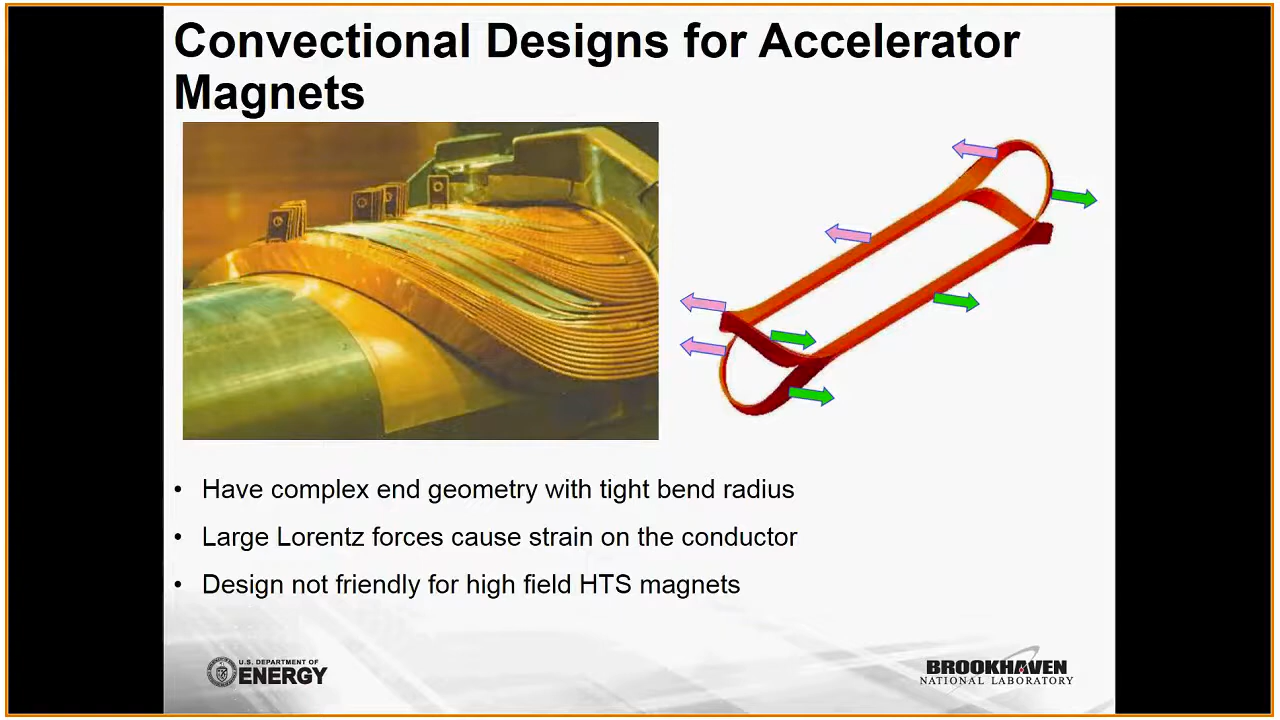 Convectional Designs for Accelerator
Magnets
• Have complex end geometry with tight bend radius
• Large Lorentz forces cause strain on the conductor
• Design not friendly for high field HTS magnets
U.S. DEPARTMENT OF
ENERGY
BROOKHAVEN
NATIONAL LABORATORY